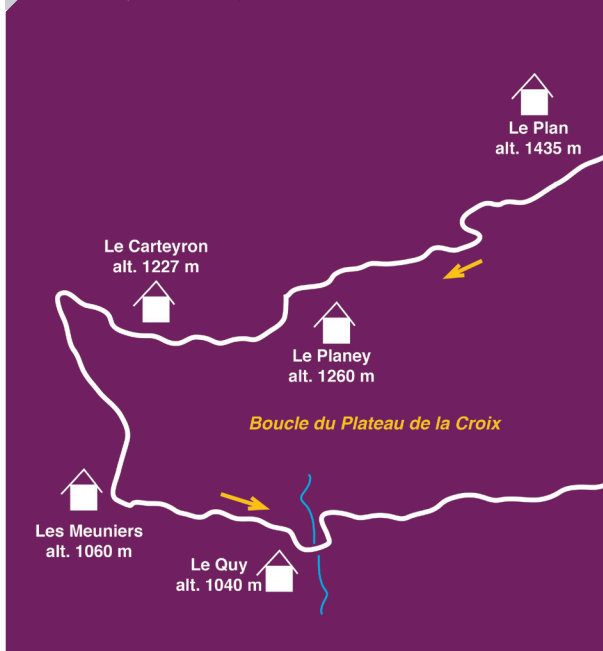 Le Plan
alt. 1435 m
Le Carteyron
alt. 1227 m
Le Planey
alt. 1260 m
Boucle du Plateau de la Croix
Les Meuniers
alt. 1060 m
Le Quy
alt. 1040 m